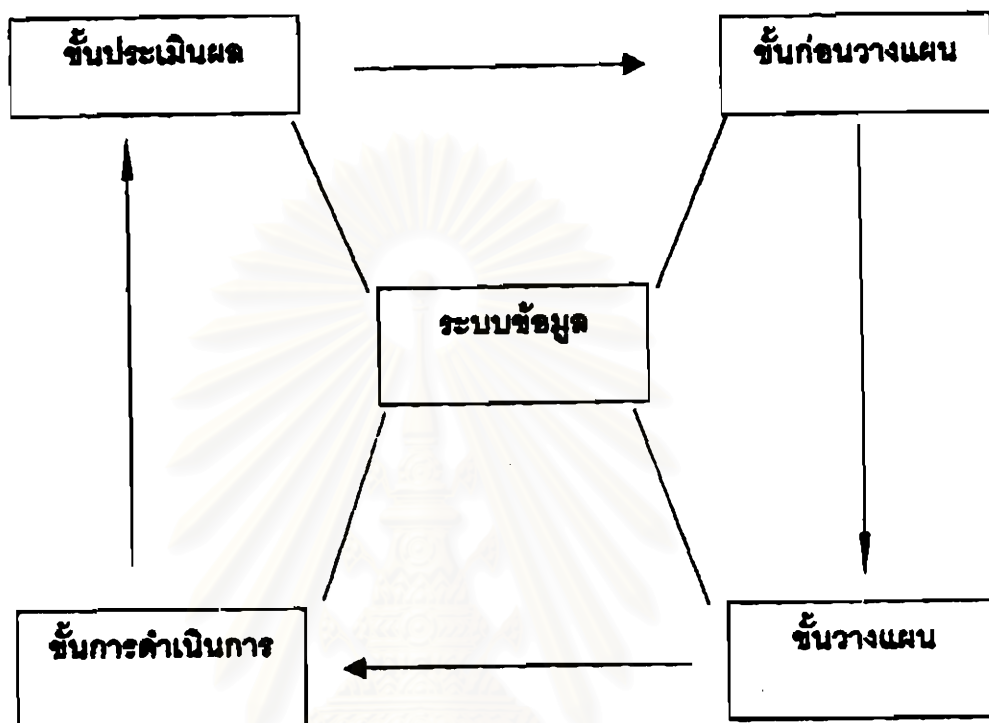 ขั้นประเมินผล
ขั้นก่อนวางแผน
ระบบข้อมูล
ขั้นการดำเนินการ
ขั้นวางแผน